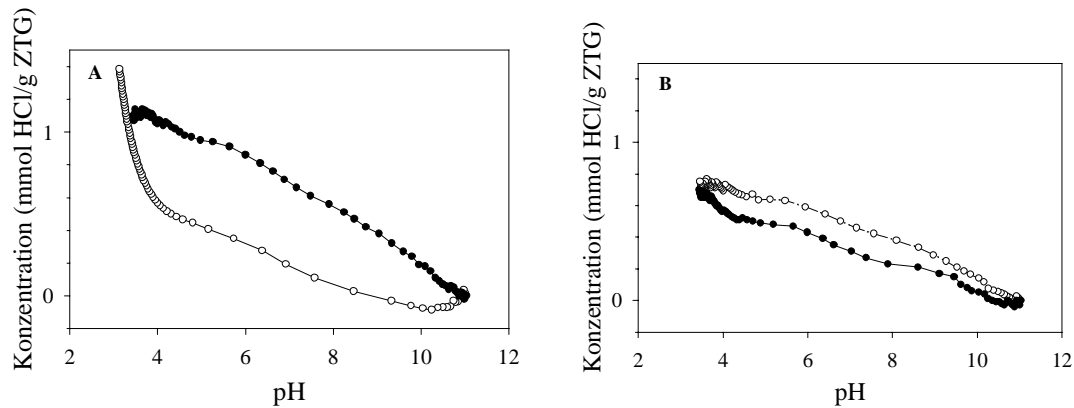 Konzentration (mmol HCl/g ZTG)
A
1
0
2 4 6 8 10 12
pH
Konzentration (mmol HCl/g ZTG)
B
1
0
2 4 6 8 10 12
pH